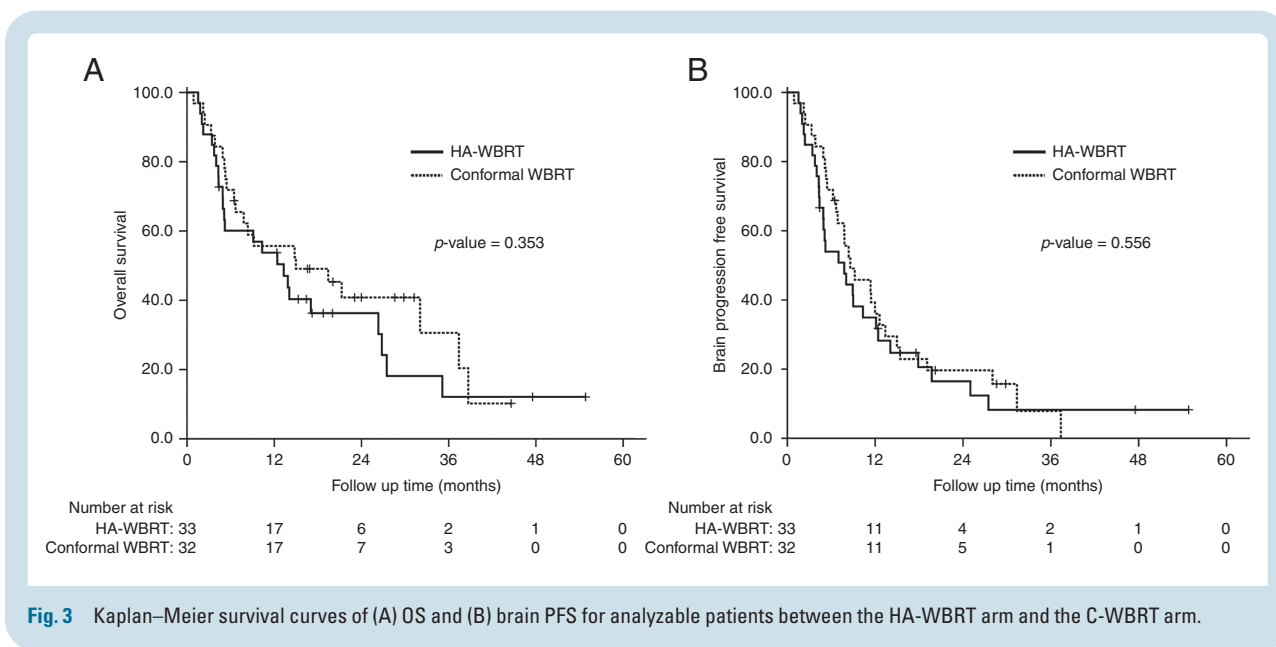 A
Overall survival
100.0
80.0
60.0
40.0
20.0
0.0
HA-WBRT
Conformal WBRT
p-value = 0.353
0 12 24 36 48 60
Follow up time (months)
Number at risk
HA-WBRT: 33 17 6 2 1 0
Conformal WBRT: 32 17 7 3 0 0
B
Brain progression free survival
100.0
80.0
60.0
40.0
20.0
0.0
HA-WBRT
Conformal WBRT
p-value = 0.556
0 12 24 36 48 60
Follow up time (months)
Number at risk
HA-WBRT: 33 11 4 2 1 0
Conformal WBRT: 32 11 5 1 0 0
Fig. 3 Kaplan–Meier survival curves of (A) OS and (B) brain PFS for analyzable patients between the HA-WBRT arm and the C-WBRT arm.